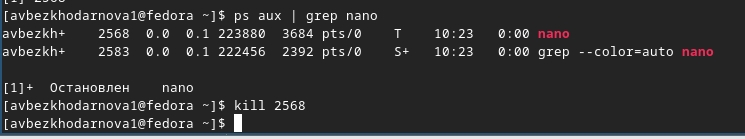 [1] 2568
[avbezkhodarnova1@fedora ~]$ ps aux | grep nano
avbezkh+    2568  0.0  0.1 223880  3684 pts/0    T    10:23   0:00 nano
avbezkh+    2583  0.0  0.1 222456  2392 pts/0    S+   10:23   0:00 grep --color=auto nano

[1]+  Остановлен    nano
[avbezkhodarnova1@fedora ~]$ kill 2568
[avbezkhodarnova1@fedora ~]$